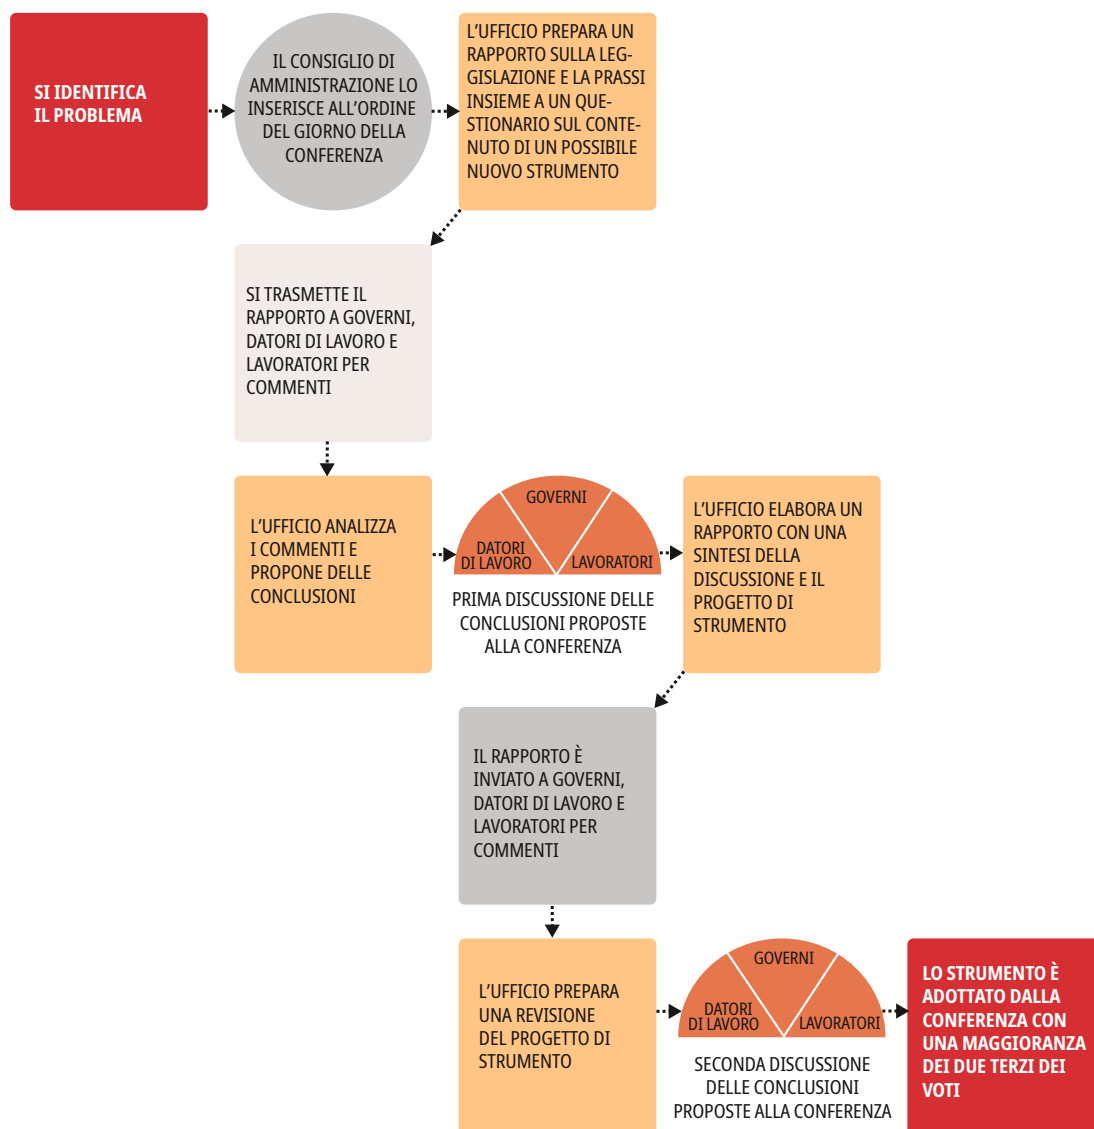 SI IDENTIFICA
IL PROBLEMA
IL CONSIGLIO DI
AMMINISTRAZIONE LO
INSERISCE ALL'ORDINE
DEL GIORNO DELLA
CONFERENZA
L'UFFICIO PREPARA UN
RAPPORTO SULLA LEG-
GISLAZIONE E LA PRASSI
INSIEME A UN QUE-
STIONARIO SUL CONTE-
NUTO DI UN POSSIBILE
NUOVO STRUMENTO
SI TRASMETTE IL
RAPPORTO A GOVERNI,
DATORI DI LAVORO E
LAVORATORI PER
COMMENTI
L'UFFICIO ANALIZZA
I COMMENTI E
PROPONE DELLE
CONCLUSIONI
GOVERNI
DATORI
DI LAVORO
LAVORATORI
PRIMA DISCUSSIONE DELLE
CONCLUSIONI PROPOSTE
ALLA CONFERENZA
L'UFFICIO ELABORA UN
RAPPORTO CON UNA
SINTESI DELLA
DISCUSSIONE E IL
PROGETTO DI
STRUMENTO
IL RAPPORTO È
INVIATO A GOVERNI,
DATORI DI LAVORO E
LAVORATORI PER
COMMENTI
L'UFFICIO PREPARA
UNA REVISIONE
DEL PROGETTO DI
STRUMENTO
GOVERNI
DATORI
DI LAVORO
LAVORATORI
SECONDA DISCUSSIONE
DELLE CONCLUSIONI
PROPOSTE ALLA CONFERENZA
LO STRUMENTO È
ADOTTATO DALLA
CONFERENZA CON
UNA MAGGIORANZA
DEI DUE TERZI DEI
VOTI